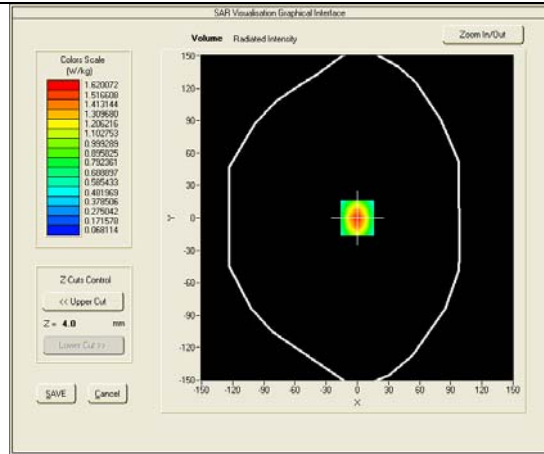 SAR Visualisation Graphical Interface
Volume Radiated Intensity
Zoom In/Out
Colors Scale
(W/kg)
1.620072
1.516608
1.413144
1.309680
1.206216
1.102753
0.999289
0.895825
0.792361
0.688897
0.585433
0.481969
0.378506
0.275042
0.171578
0.068114
Z Cuts Control
<< Upper Cut
Z = 4.0 mm
Lower Cut >>
SAVE
Cancel
150
120
90
60
30
0
-30
-60
-90
-120
-150
Y
-150 -120 -90 -60 -30 0 30 60 90 120 150
X